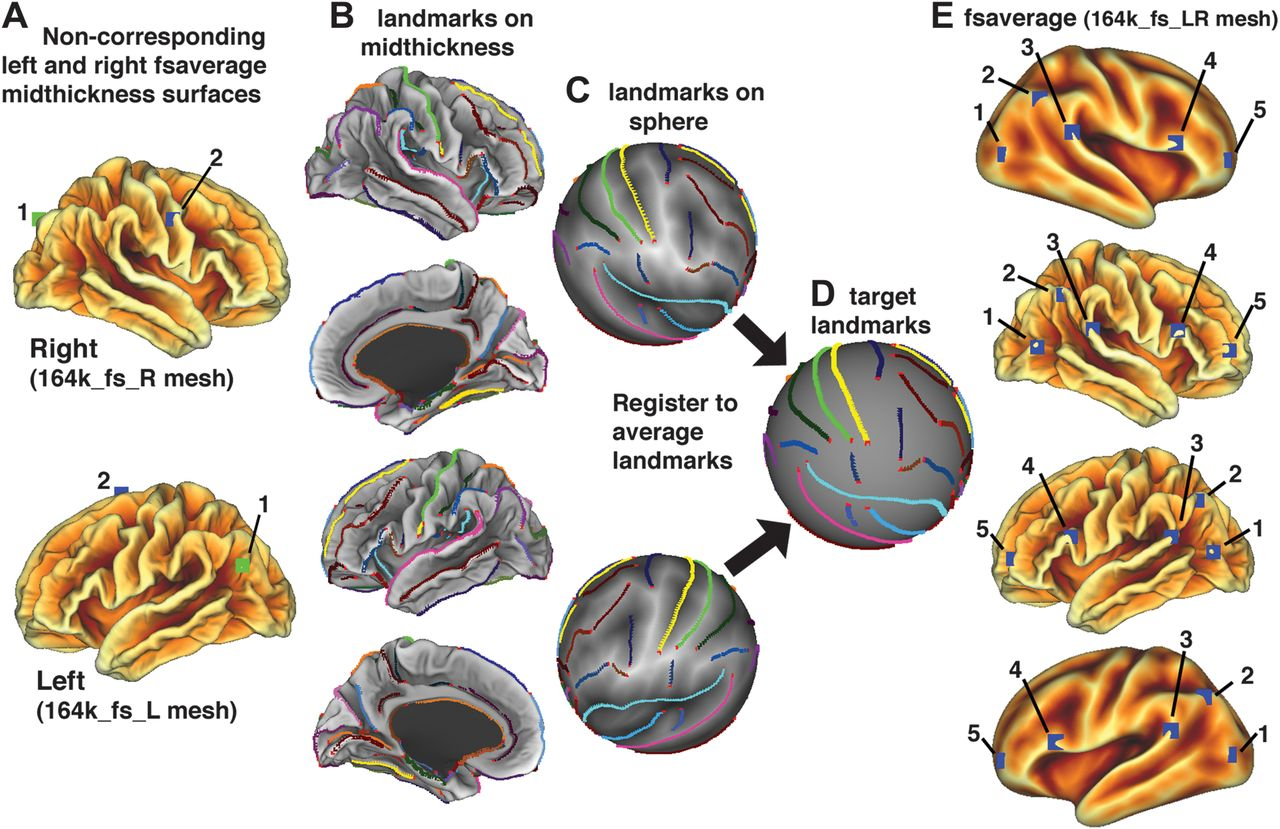 A
Non-corresponding
left and right fsaverage
midthickness surfaces
2
1
Right
(164k_fs_R mesh)
2
1
Left
(164k_fs_L mesh)
B
landmarks on
midthickness
C
landmarks on
sphere
D
target
landmarks
Register to
average
landmarks
E
fsaverage (164k_fs_LR mesh)
3
4
2
1
5
3
4
2
1
5
3
4
2
5
1
3
4
2
5
1